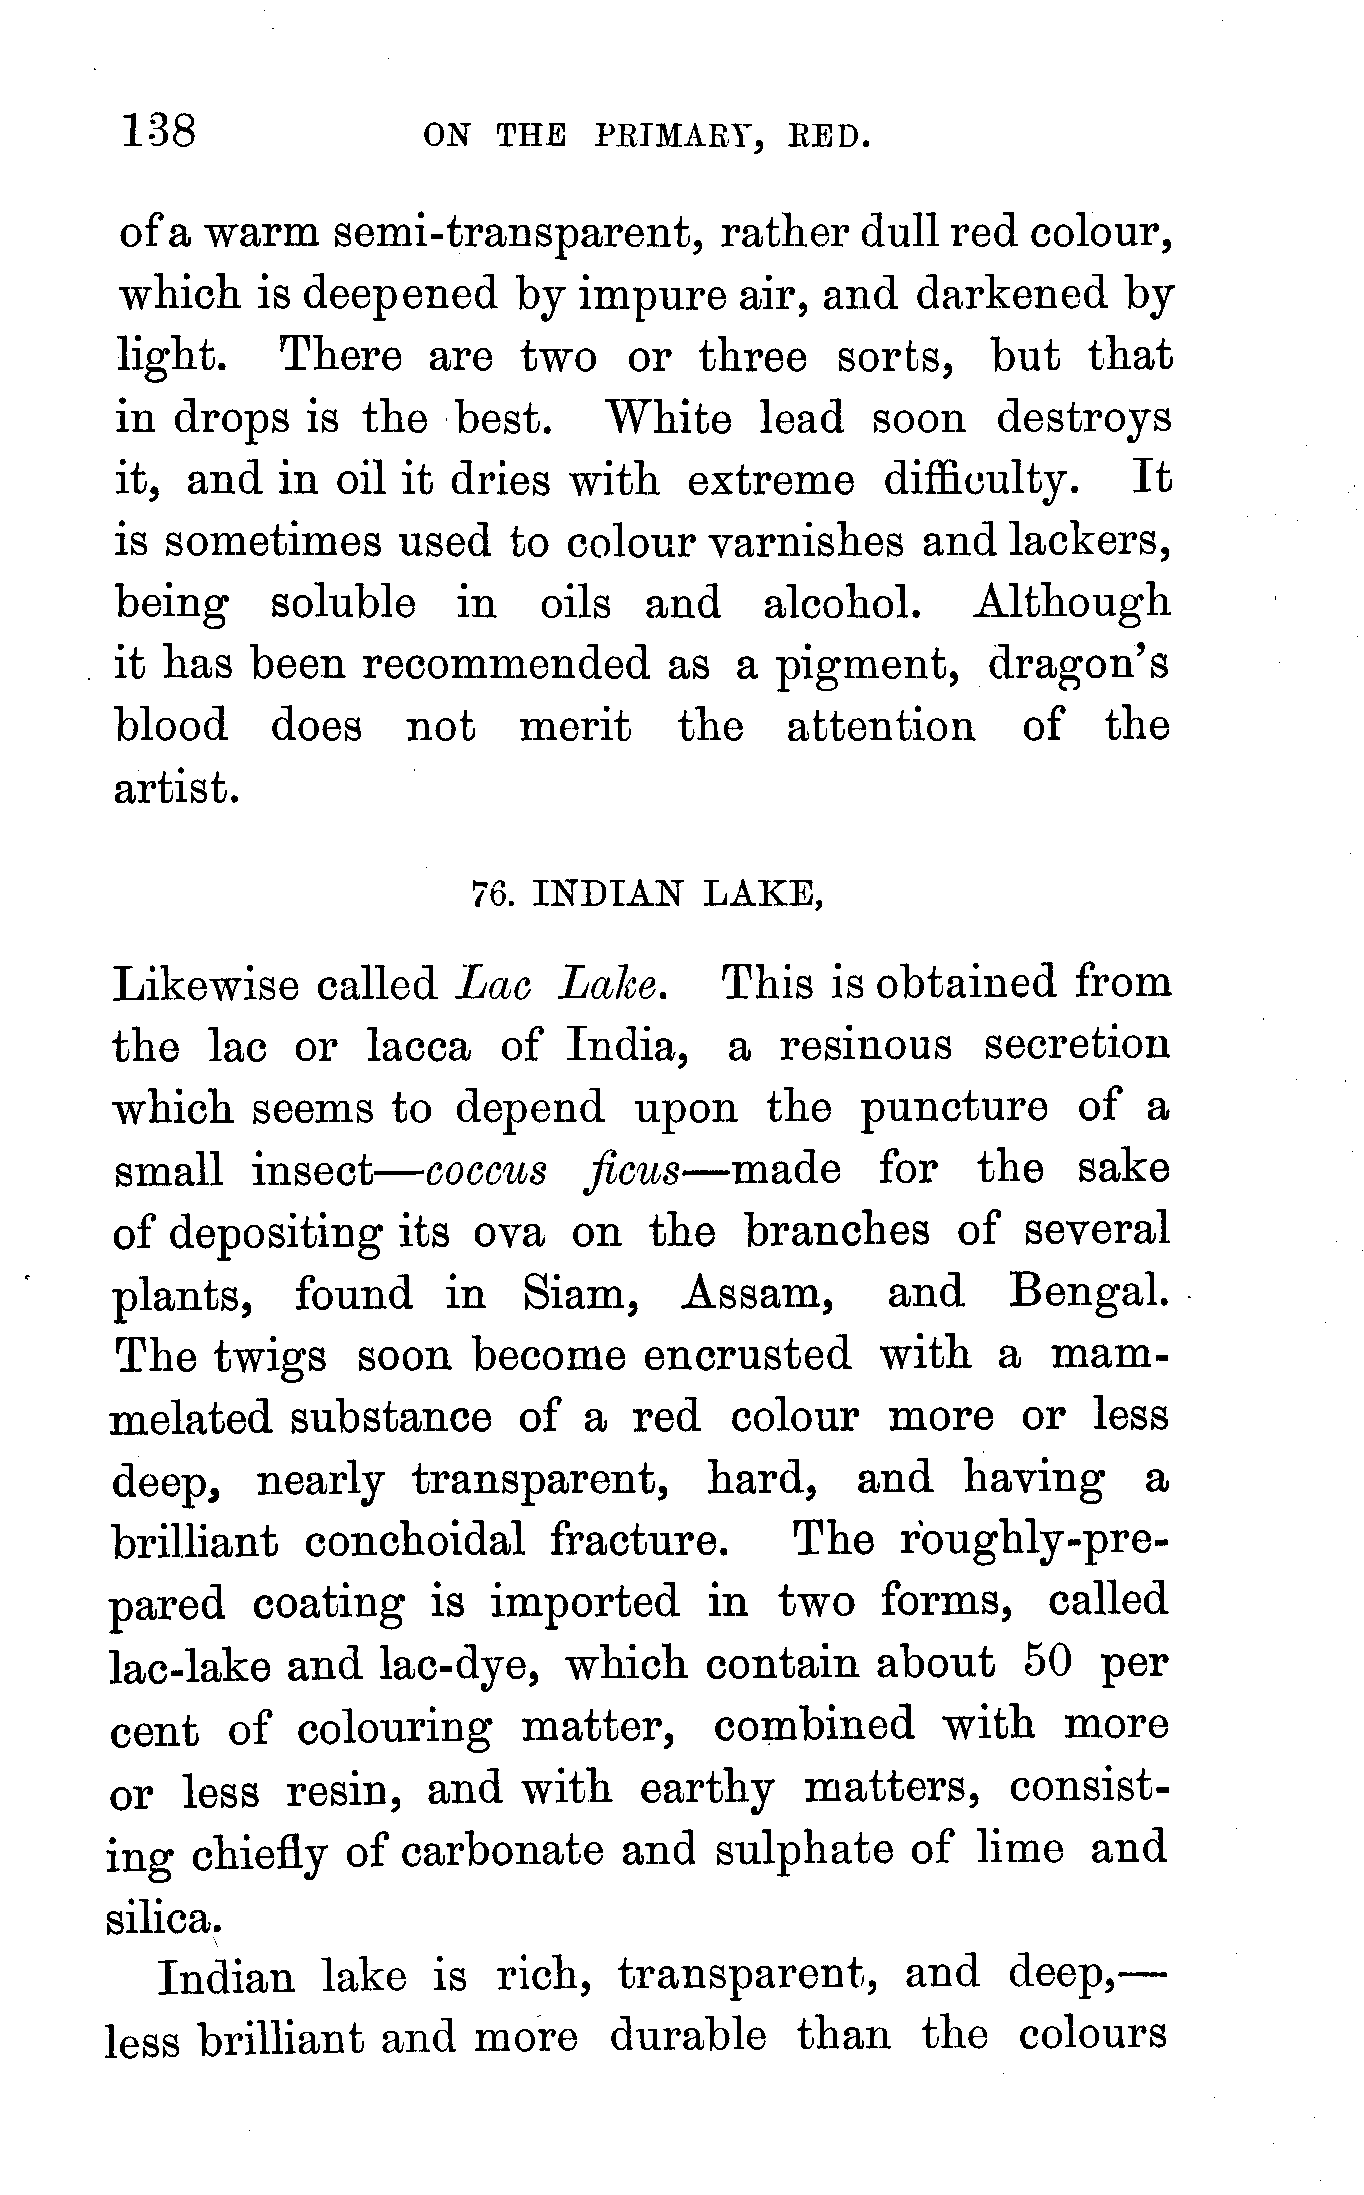 138 ON THE PRIMARY, RED.
of a warm semi-transparent, rather dull red colour,
which is deepened by impure air, and darkened by
light. There are two or three sorts, but that
in drops is the best. White lead soon destroys
it, and in oil it dries with extreme difficulty. It
is sometimes used to colour varnishes and lackers,
being soluble in oils and alcohol. Although
it has been recommended as a pigment, dragon's
blood does not merit the attention of the
artist.
76. INDIAN LAKE,
Likewise called Lac Lake. This is obtained from
the lac or lacca of India, a resinous secretion
which seems to depend upon the puncture of a
small insect—coccus ficus—made for the sake
of depositing its ova on the branches of several
plants, found in Siam, Assam, and Bengal.
The twigs soon become encrusted with a mam-
melated substance of a red colour more or less
deep, nearly transparent, hard, and having a
brilliant conchoidal fracture. The roughly-pre-
pared coating is imported in two forms, called
lac-lake and lac-dye, which contain about 50 per
cent of colouring matter, combined with more
or less resin, and with earthy matters, consist-
ing chiefly of carbonate and sulphate of lime and
silica.
Indian lake is rich, transparent, and deep,—
less brilliant and more durable than the colours